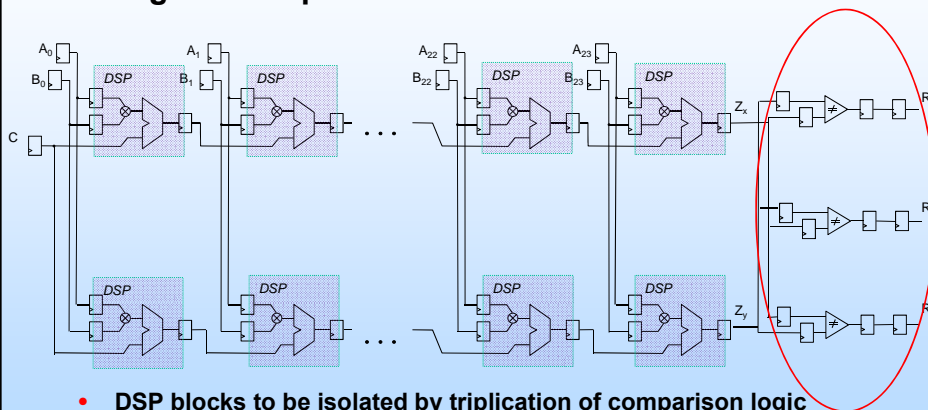 A0 A1 A22 A23
B0 DSP B1 DSP B22 DSP B23 DSP Zx ≠ R
C
• • •
≠ R
DSP DSP DSP DSP Zy ≠ R
• • •
• DSP blocks to be isolated by triplication of comparison logic